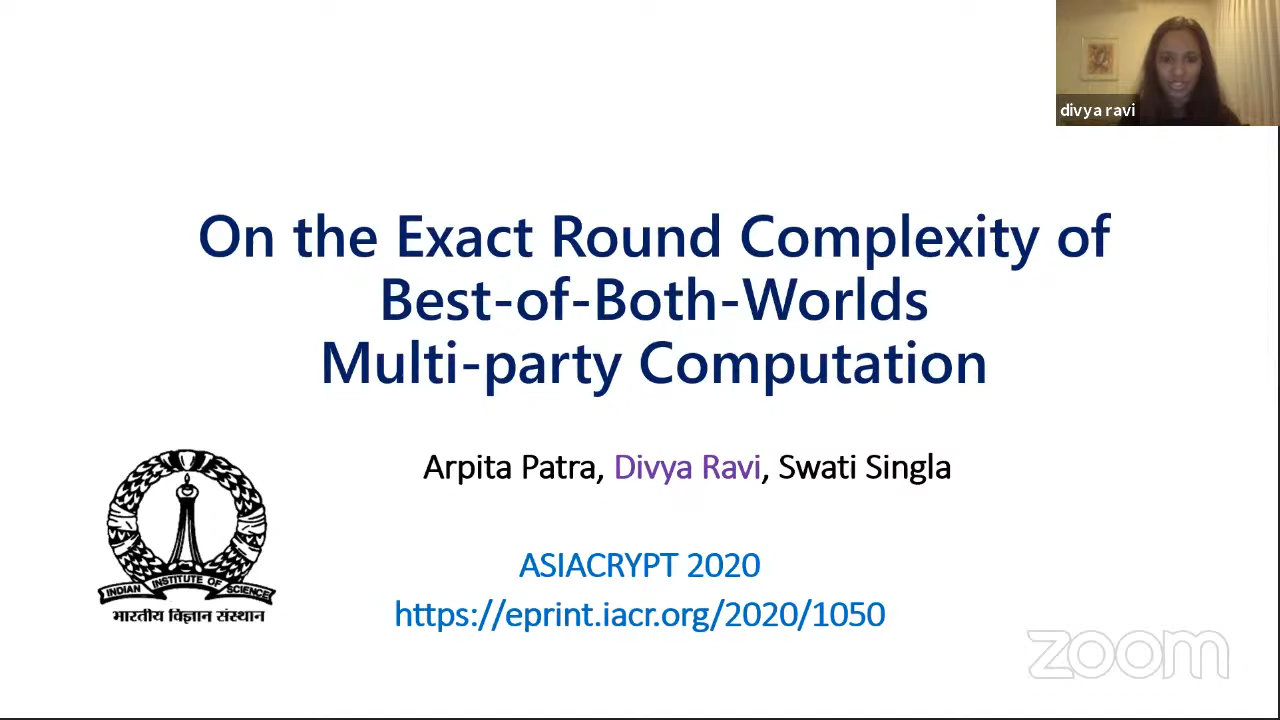 divya ravi
On the Exact Round Complexity of
Best-of-Both-Worlds
Multi-party Computation
Arpita Patra, Divya Ravi, Swati Singla
INDIAN INSTITUTE OF SCIENCE
भारतीय विज्ञान संस्थान
ASIACRYPT 2020
https://eprint.iacr.org/2020/1050
zoom